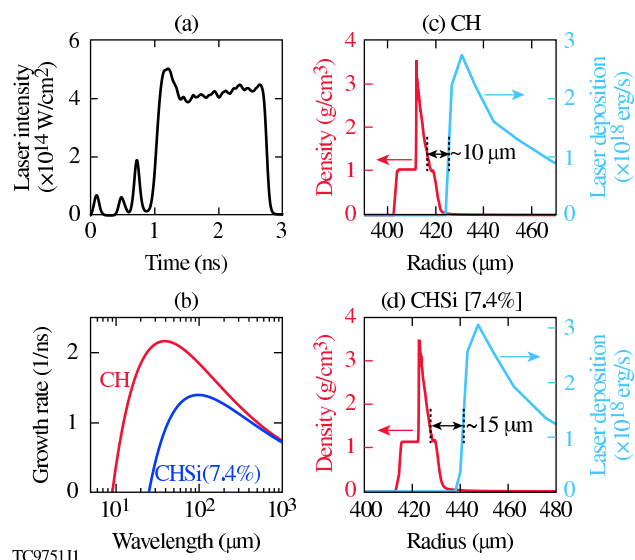 (a)
6
4
2
0
Laser intensity
(×10¹⁴ W/cm²)
0 1 2 3
Time (ns)
(c) CH
4
3
2
1
0
Density (g/cm³)
~10 μm
3
2
1
0
Laser deposition
(×10¹⁸ erg/s)
400 420 440 460
Radius (μm)
(b)
2
1
0
Growth rate (1/ns)
CH
CHSi(7.4%)
5 10¹ 10² 10³
Wavelength (μm)
(d) CHSi [7.4%]
4
3
2
1
0
Density (g/cm³)
~15 μm
3
2
1
0
Laser deposition
(×10¹⁸ erg/s)
400 420 440 460 480
Radius (μm)